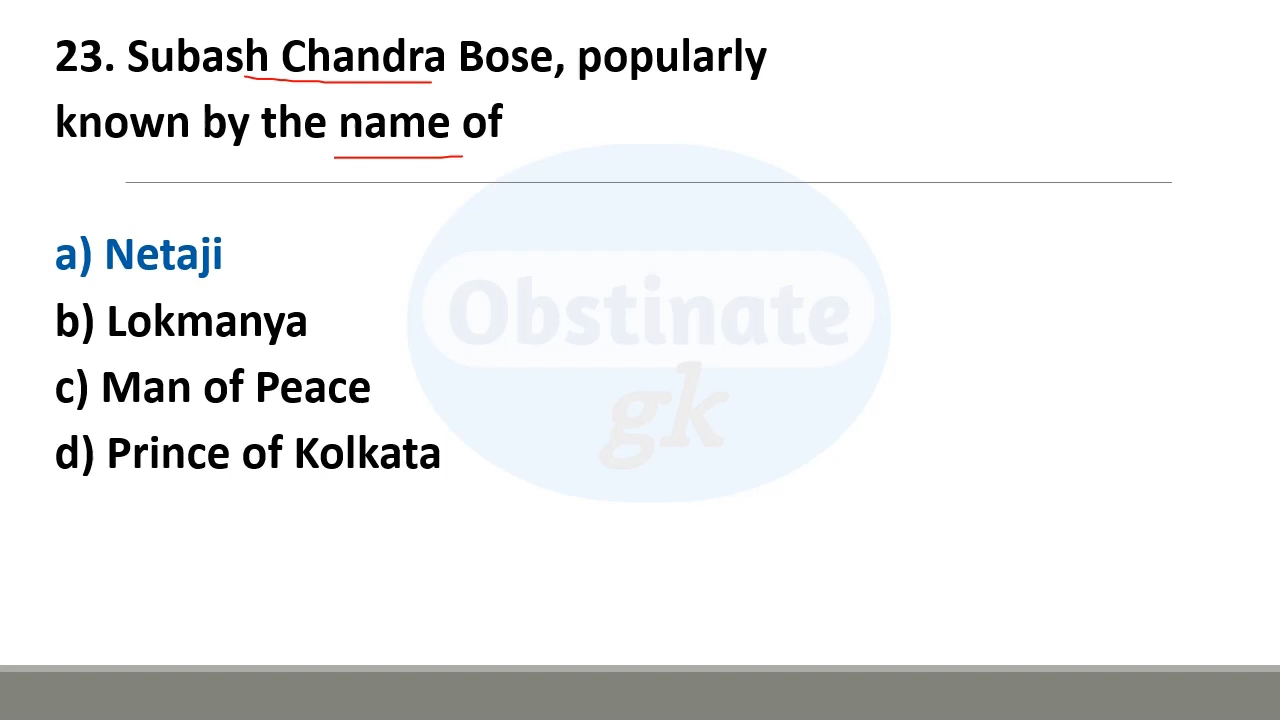 23. Subash Chandra Bose, popularly
known by the name of
a) Netaji
b) Lokmanya
c) Man of Peace
d) Prince of Kolkata
Obstinate
gk